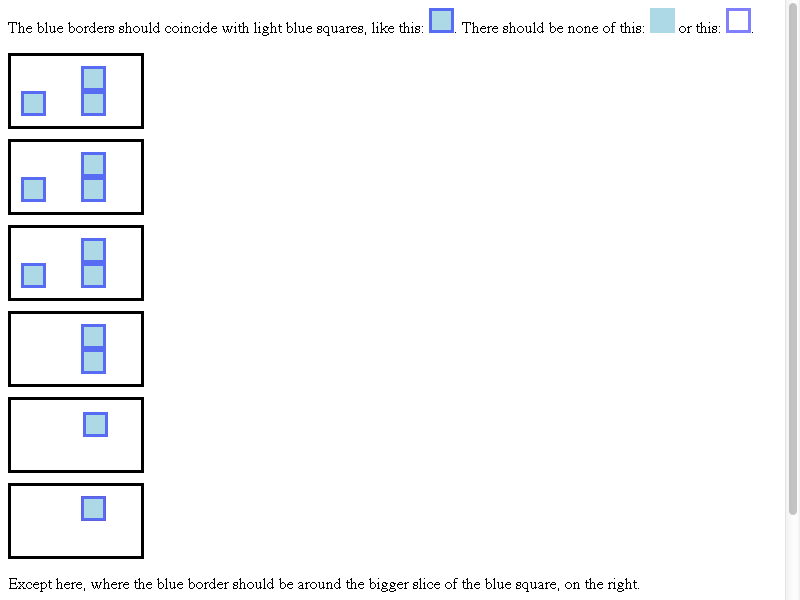 The blue borders should coincide with light blue squares, like this: . There should be none of this: or this: .
Except here, where the blue border should be around the bigger slice of the blue square, on the right.